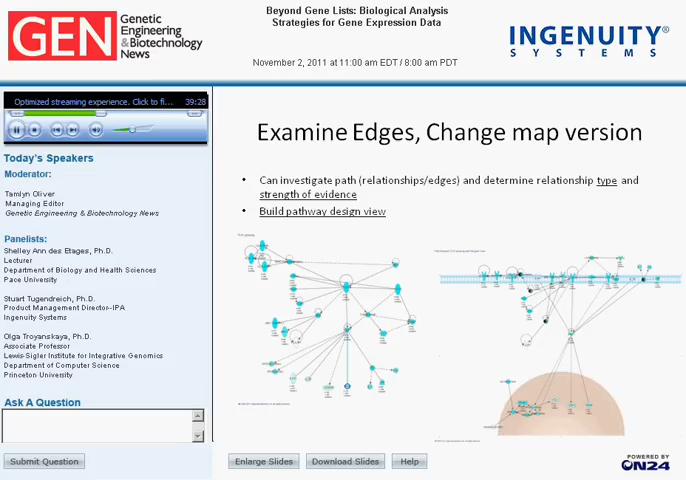 GEN
Genetic
Engineering
& Biotechnology
News
Beyond Gene Lists: Biological Analysis
Strategies for Gene Expression Data
November 2, 2011 at 11:00 am EDT / 8:00 am PDT
INGENUITY®
SYSTEMS
Optimized streaming experience. Click to fi... 39:28
Today's Speakers
Moderator:
Tamlyn Oliver
Managing Editor
Genetic Engineering & Biotechnology News
Panelists:
Shelley Ann des Etages, Ph.D.
Lecturer
Department of Biology and Health Sciences
Pace University
Stuart Tugendreich, Ph.D.
Product Management Director-IPA
Ingenuity Systems
Olga Troyanskaya, Ph.D.
Associate Professor
Lewis-Sigler Institute for Integrative Genomics
Department of Computer Science
Princeton University
Ask A Question
Submit Question
Examine Edges, Change map version
• Can investigate path (relationships/edges) and determine relationship type and
strength of evidence
• Build pathway design view
Enlarge Slides
Download Slides
Help
POWERED BY
ON24